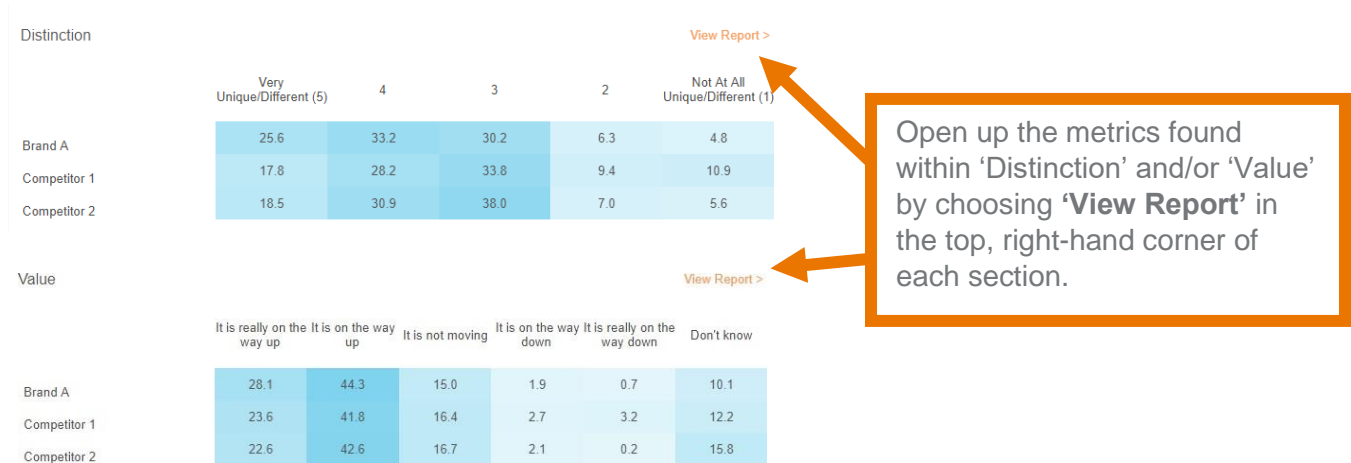 Distinction
View Report >
Very
Unique/Different (5)
4
3
2
Not At All
Unique/Different (1)
Brand A
25.6
33.2
30.2
6.3
4.8
Competitor 1
17.8
28.2
33.8
9.4
10.9
Competitor 2
18.5
30.9
38.0
7.0
5.6
Open up the metrics found
within ‘Distinction’ and/or ‘Value’
by choosing ‘View Report’ in
the top, right-hand corner of
each section.
Value
View Report >
It is really on the
way up
It is on the way
up
It is not moving
It is on the way
down
It is really on the
way down
Don't know
Brand A
28.1
44.3
15.0
1.9
0.7
10.1
Competitor 1
23.6
41.8
16.4
2.7
3.2
12.2
Competitor 2
22.6
42.6
16.7
2.1
0.2
15.8